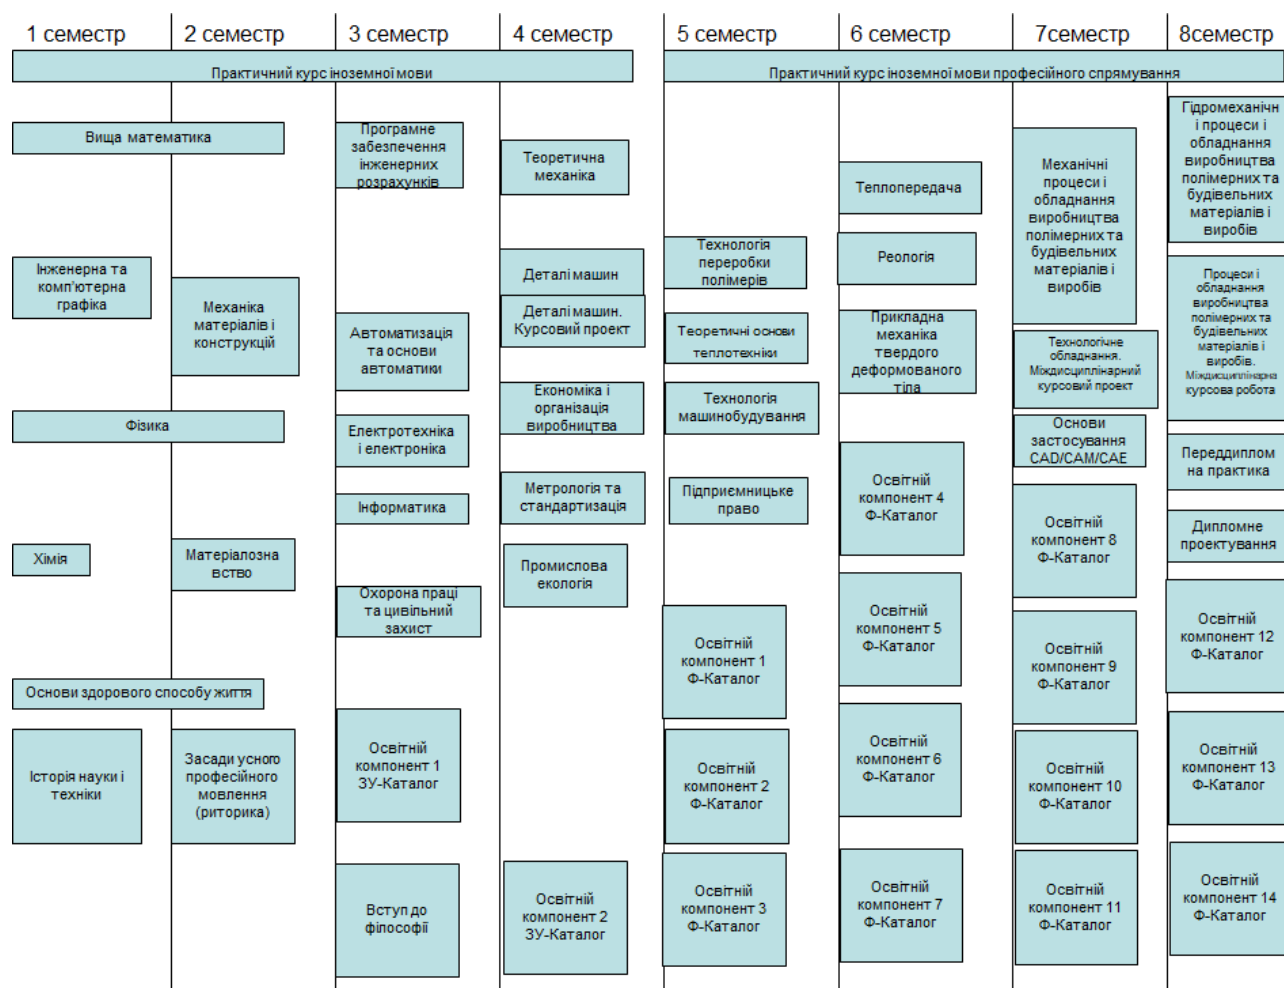 1 семестр
2 семестр
3 семестр
4 семестр
5 семестр
6 семестр
7семестр
8семестр
Практичний курс іноземної мови
Практичний курс іноземної мови професійного спрямування
Вища математика
Інженерна та
комп'ютерна
графіка
Фізика
Хімія
Основи здорового способу життя
Історія науки і
техніки
Механіка
матеріалів і
конструкцій
Матеріалозна
вство
Засади усного
професійного
мовлення
(риторика)
Програмне
забезпечення
інженерних
розрахунків
Автоматизація
та основи
автоматики
Електротехніка
і електроніка
Інформатика
Охорона праці
та цивільний
захист
Освітній
компонент 1
ЗУ-Каталог
Вступ до
філософії
Теоретична
механіка
Деталі машин
Деталі машин.
Курсовий проект
Економіка і
організація
виробництва
Метрологія та
стандартизація
Промислова
екологія
Освітній
компонент 2
ЗУ-Каталог
Технологія
переробки
полімерів
Теоретичні основи
теплотехніки
Технологія
машинобудування
Підприємницьке
право
Освітній
компонент 1
Ф-Каталог
Освітній
компонент 2
Ф-Каталог
Освітній
компонент 3
Ф-Каталог
Теплопередача
Реологія
Прикладна
механіка
твердого
деформованого
тіла
Освітній
компонент 4
Ф-Каталог
Освітній
компонент 5
Ф-Каталог
Освітній
компонент 6
Ф-Каталог
Освітній
компонент 7
Ф-Каталог
Механічні
процеси і
обладнання
виробництва
полімерних та
будівельних
матеріалів і
виробів
Технологічне
обладнання.
Міждисциплінарний
курсовий проект
Основи
застосування
CAD/CAM/CAE
Освітній
компонент 8
Ф-Каталог
Освітній
компонент 9
Ф-Каталог
Освітній
компонент 10
Ф-Каталог
Освітній
компонент 11
Ф-Каталог
Гідромеханічн
і процеси і
обладнання
виробництва
полімерних та
будівельних
матеріалів і
виробів
Процеси і
обладнання
виробництва
полімерних та
будівельних
матеріалів і
виробів.
Міждисциплінарна
курсова робота
Переддиплом
на практика
Дипломне
проектування
Освітній
компонент 12
Ф-Каталог
Освітній
компонент 13
Ф-Каталог
Освітній
компонент 14
Ф-Каталог